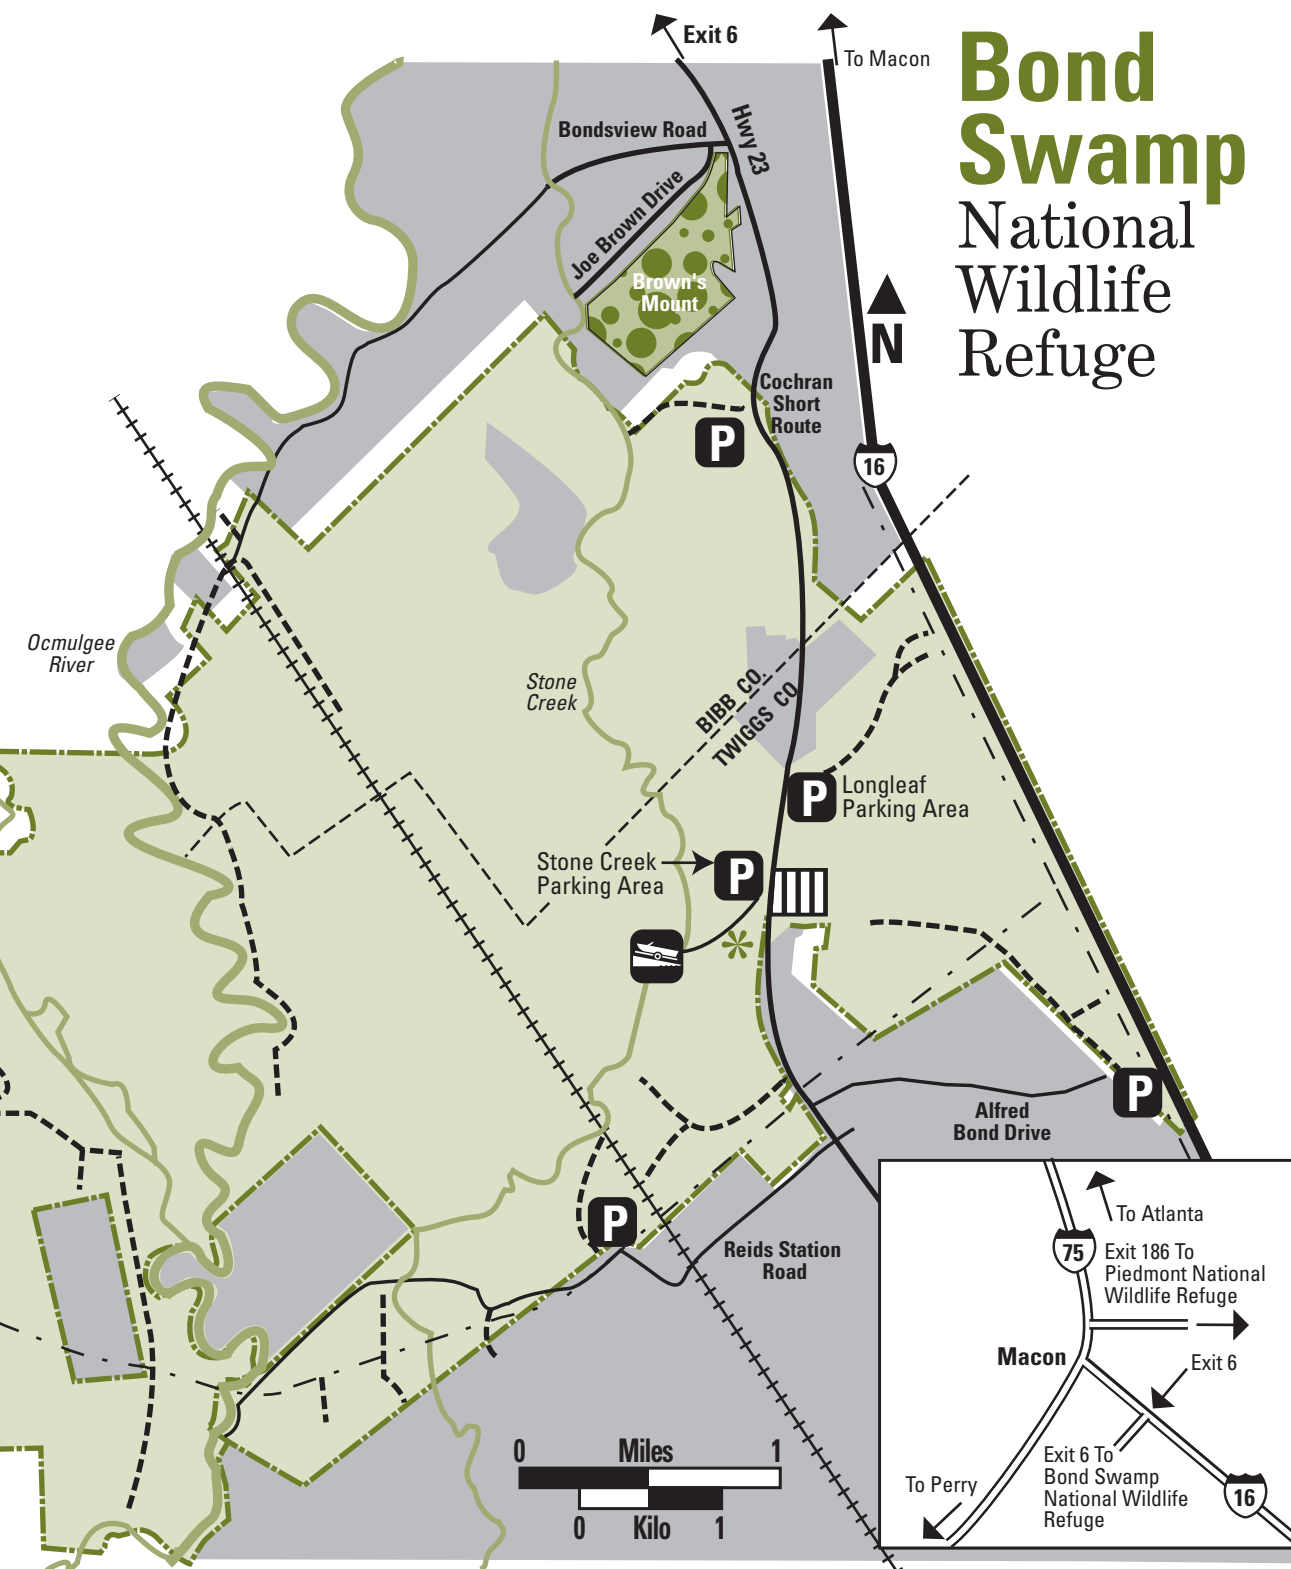 Exit 6
To Macon
Bond
Swamp
National
Wildlife
Refuge
Bondsview Road
Hwy 23
Joe Brown Drive
Brown's
Mount
N
Cochran
Short
Route
P
16
Ocmulgee
River
Stone
Creek
BIBB CO.
TWIGGS CO.
P
Longleaf
Parking Area
Stone Creek
Parking Area
P
P
Alfred
Bond Drive
P
Reids Station
Road
To Atlanta
75
Exit 186 To
Piedmont National
Wildlife Refuge
Macon
Exit 6
Exit 6 To
Bond Swamp
National Wildlife
Refuge
To Perry
16
0 Miles 1
0 Kilo 1